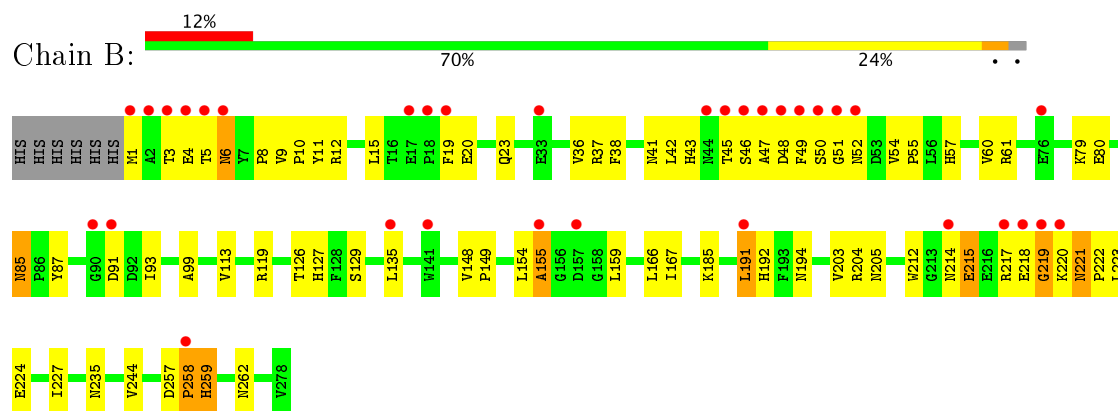 12%
Chain B:
70% 24% • •
HIS HIS HIS HIS HIS HIS M1 A2 T3 E4 T5 N6 Y7 P8 V9 P10 Y11 R12 L15 T16 E17 P18 F19 E20 Q23 E33 V36 R37 F38 N41 L42 H43 N44 T45 S46 A47 D48 F49 S50 G51 N52 D53 V54 P55 L56 H57 V60 R61 E76 K79 E80
N85 P86 Y87 G90 D91 D92 I93 A99 V113 R119 T126 H127 F128 S129 L135 W141 V148 P149 L154 A155 G156 D157 G158 L159 L166 I167 K185 L191 H192 F193 N194 V203 R204 N205 W212 G213 N214 E215 E216 R217 E218 G219 K220 N221 P222 L223
E224 I227 N235 V244 D257 P258 H259 N262 V278